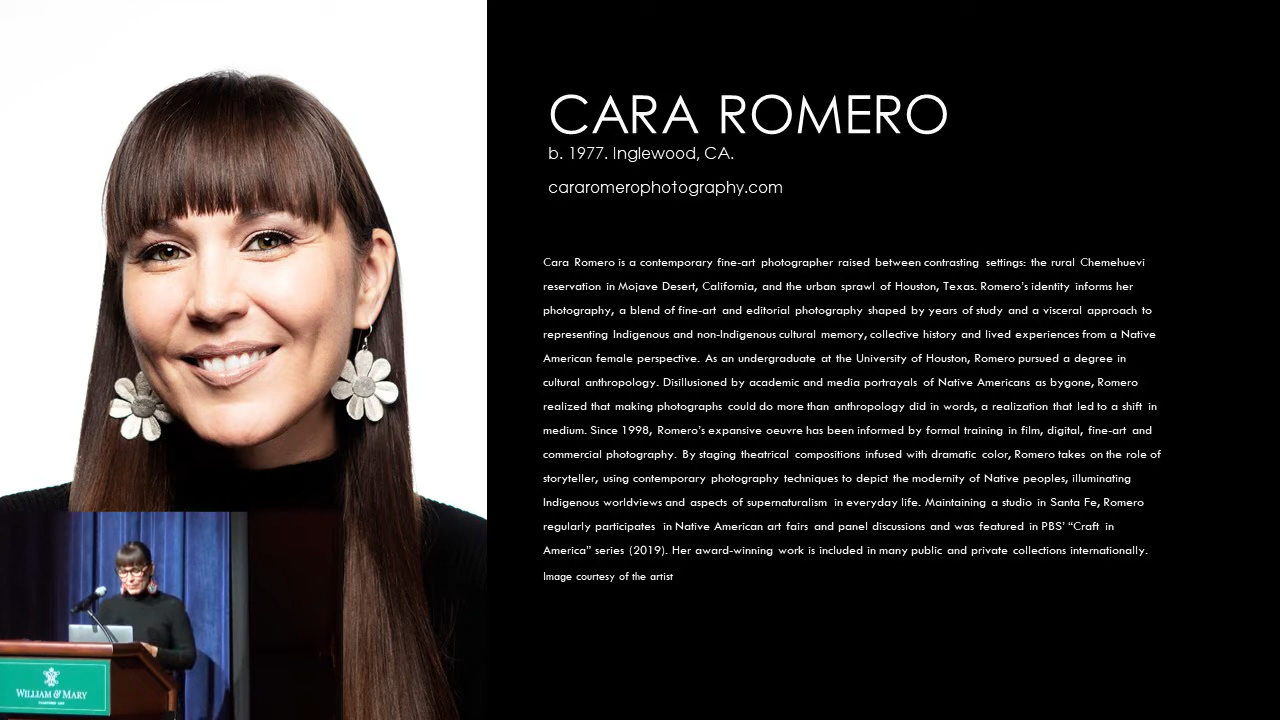 CARA ROMERO
b. 1977. Inglewood, CA.
cararomerophotography.com
Cara Romero is a contemporary fine-art photographer raised between contrasting settings: the rural Chemehuevi
reservation in Mojave Desert, California, and the urban sprawl of Houston, Texas. Romero's identity informs her
photography, a blend of fine-art and editorial photography shaped by years of study and a visceral approach to
representing Indigenous and non-Indigenous cultural memory, collective history and lived experiences from a Native
American female perspective. As an undergraduate at the University of Houston, Romero pursued a degree in
cultural anthropology. Disillusioned by academic and media portrayals of Native Americans as bygone, Romero
realized that making photographs could do more than anthropology did in words, a realization that led to a shift in
medium. Since 1998, Romero's expansive oeuvre has been informed by formal training in film, digital, fine-art and
commercial photography. By staging theatrical compositions infused with dramatic color, Romero takes on the role of
storyteller, using contemporary photography techniques to depict the modernity of Native peoples, illuminating
Indigenous worldviews and aspects of supernaturalism in everyday life. Maintaining a studio in Santa Fe, Romero
regularly participates in Native American art fairs and panel discussions and was featured in PBS' “Craft in
America” series (2019). Her award-winning work is included in many public and private collections internationally.
Image courtesy of the artist
WILLIAM & MARY
CHARTERED 1693